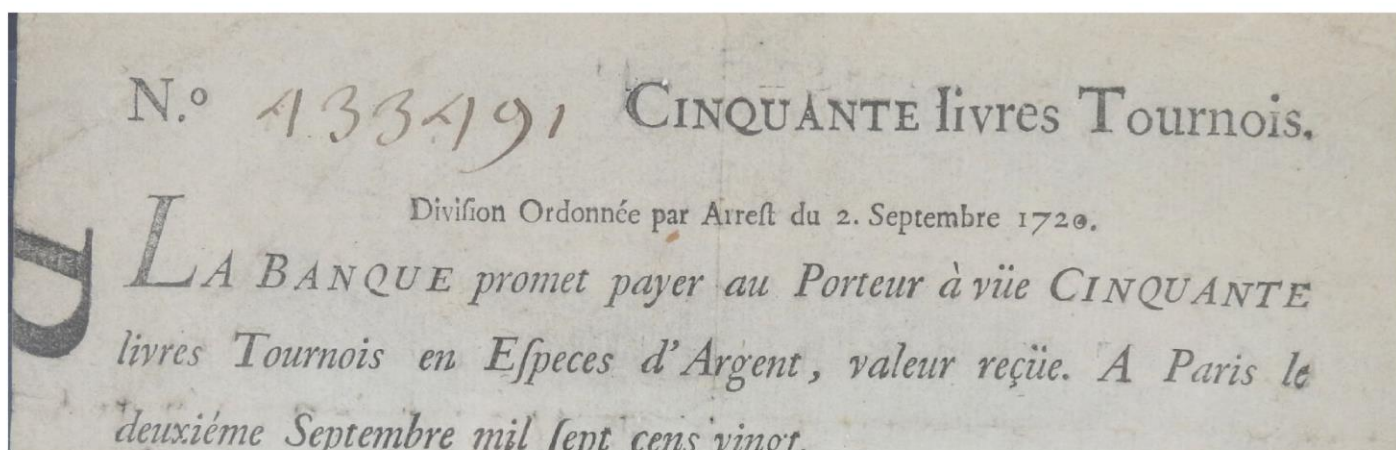 N.º 433491 CINQUANTE livres Tournois.
Diviſion Ordonnée par Arreſt du 2. Septembre 1720.
LA BANQUE promet payer au Porteur à vüe CINQUANTE
livres Tournois en Eſpeces d'Argent, valeur reçüe. A Paris le
deuxiéme Septembre mil ſept cens vingt.